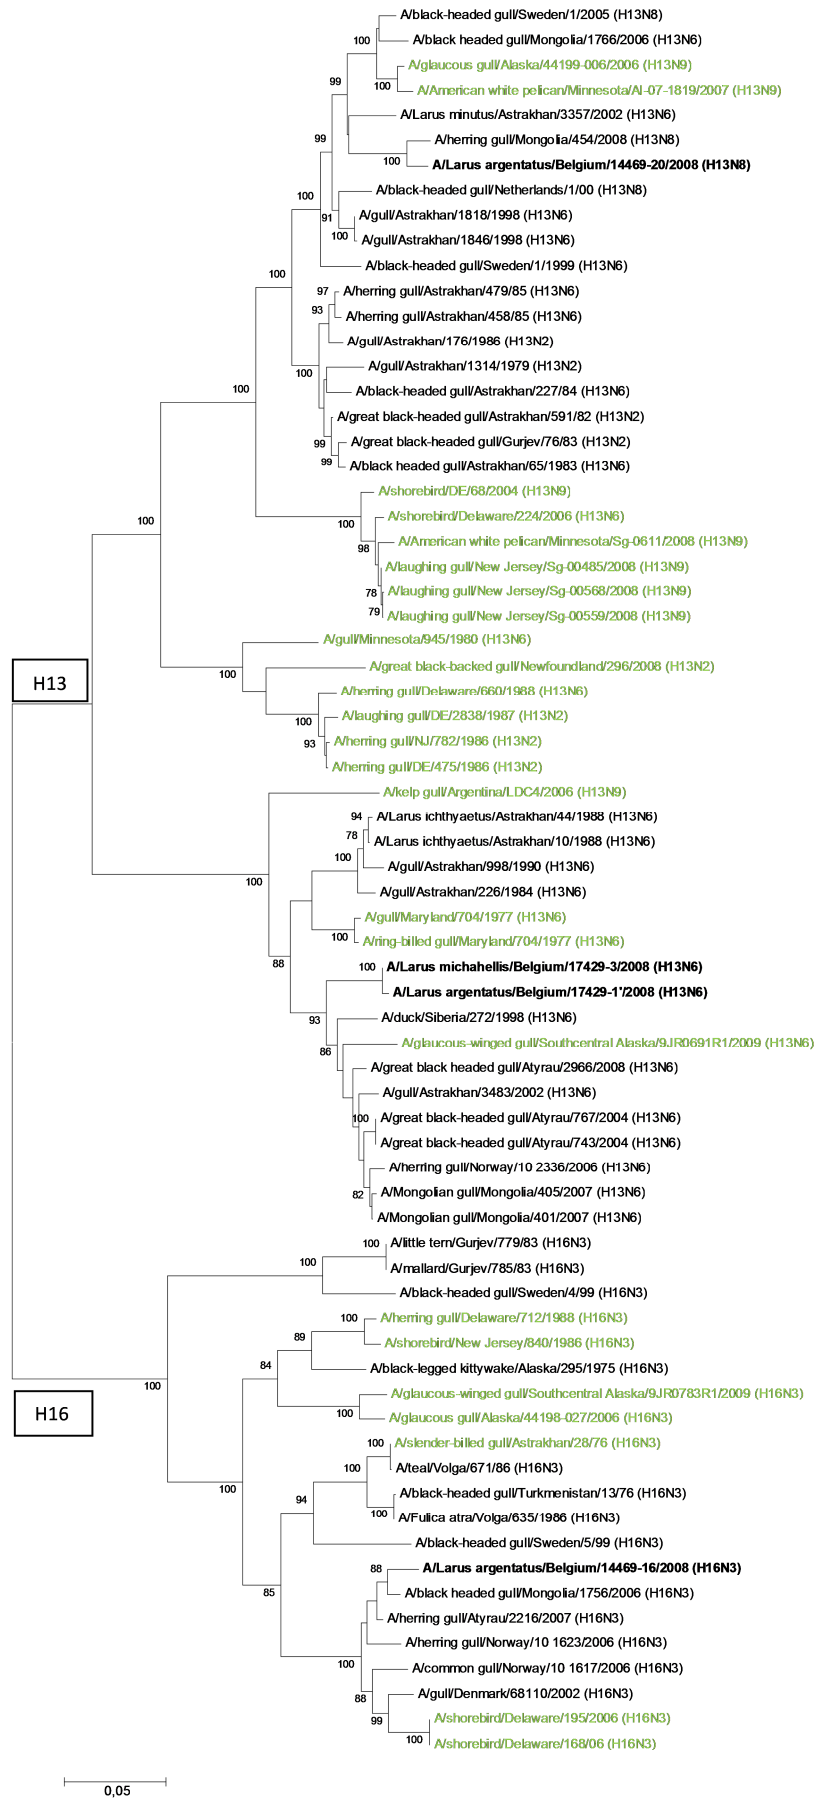 A/black-headed gull/Sweden/1/2005 (H13N8)
100
A/black headed gull/Mongolia/1766/2006 (H13N6)
A/glaucous gull/Alaska/44199-006/2006 (H13N9)
99
100
A/American white pelican/Minnesota/AI-07-1819/2007 (H13N9)
A/Larus minutus/Astrakhan/3357/2002 (H13N6)
99
A/herring gull/Mongolia/454/2008 (H13N8)
100
A/Larus argentatus/Belgium/14469-20/2008 (H13N8)
100
A/black-headed gull/Netherlands/1/00 (H13N8)
91
A/gull/Astrakhan/1818/1998 (H13N6)
100
A/gull/Astrakhan/1846/1998 (H13N6)
A/black-headed gull/Sweden/1/1999 (H13N6)
100
97
A/herring gull/Astrakhan/479/85 (H13N6)
93
A/herring gull/Astrakhan/458/85 (H13N6)
A/gull/Astrakhan/176/1986 (H13N2)
100
A/gull/Astrakhan/1314/1979 (H13N2)
100
A/black-headed gull/Astrakhan/227/84 (H13N6)
A/great black-headed gull/Astrakhan/591/82 (H13N2)
99
A/great black-headed gull/Gurjev/76/83 (H13N2)
99
A/black headed gull/Astrakhan/65/1983 (H13N6)
A/shorebird/DE/68/2004 (H13N9)
100
100
A/shorebird/Delaware/224/2006 (H13N6)
98
A/American white pelican/Minnesota/Sg-0611/2008 (H13N9)
A/laughing gull/New Jersey/Sg-00485/2008 (H13N9)
78
A/laughing gull/New Jersey/Sg-00568/2008 (H13N9)
79
A/laughing gull/New Jersey/Sg-00559/2008 (H13N9)
A/gull/Minnesota/945/1980 (H13N6)
100
A/great black-backed gull/Newfoundland/296/2008 (H13N2)
H13
A/herring gull/Delaware/660/1988 (H13N6)
100
A/laughing gull/DE/2838/1987 (H13N2)
93
A/herring gull/NJ/782/1986 (H13N2)
A/herring gull/DE/475/1986 (H13N2)
A/kelp gull/Argentina/LDC4/2006 (H13N9)
94
A/Larus ichthyaetus/Astrakhan/44/1988 (H13N6)
78
A/Larus ichthyaetus/Astrakhan/10/1988 (H13N6)
100
A/gull/Astrakhan/998/1990 (H13N6)
100
A/gull/Astrakhan/226/1984 (H13N6)
A/gull/Maryland/704/1977 (H13N6)
100
A/ring-billed gull/Maryland/704/1977 (H13N6)
88
100
A/Larus michahellis/Belgium/17429-3/2008 (H13N6)
A/Larus argentatus/Belgium/17429-1'/2008 (H13N6)
93
A/duck/Siberia/272/1998 (H13N6)
86
A/glaucous-winged gull/Southcentral Alaska/9JR0691R1/2009 (H13N6)
A/great black headed gull/Atyrau/2966/2008 (H13N6)
A/gull/Astrakhan/3483/2002 (H13N6)
100
A/great black-headed gull/Atyrau/767/2004 (H13N6)
A/great black-headed gull/Atyrau/743/2004 (H13N6)
A/herring gull/Norway/10 2336/2006 (H13N6)
82
A/Mongolian gull/Mongolia/405/2007 (H13N6)
A/Mongolian gull/Mongolia/401/2007 (H13N6)
100
A/little tern/Gurjev/779/83 (H16N3)
100
A/mallard/Gurjev/785/83 (H16N3)
A/black-headed gull/Sweden/4/99 (H16N3)
100
A/herring gull/Delaware/712/1988 (H16N3)
89
A/shorebird/New Jersey/840/1986 (H16N3)
84
A/black-legged kittywake/Alaska/295/1975 (H16N3)
100
A/glaucous-winged gull/Southcentral Alaska/9JR0783R1/2009 (H16N3)
H16
100
A/glaucous gull/Alaska/44198-027/2006 (H16N3)
100
A/slender-billed gull/Astrakhan/28/76 (H16N3)
100
A/teal/Volga/671/86 (H16N3)
100
94
A/black-headed gull/Turkmenistan/13/76 (H16N3)
100
A/Fulica atra/Volga/635/1986 (H16N3)
A/black-headed gull/Sweden/5/99 (H16N3)
88
A/Larus argentatus/Belgium/14469-16/2008 (H16N3)
85
A/black headed gull/Mongolia/1756/2006 (H16N3)
A/herring gull/Atyrau/2216/2007 (H16N3)
A/herring gull/Norway/10 1623/2006 (H16N3)
100
A/common gull/Norway/10 1617/2006 (H16N3)
88
A/gull/Denmark/68110/2002 (H16N3)
99
A/shorebird/Delaware/195/2006 (H16N3)
100
A/shorebird/Delaware/168/06 (H16N3)
0,05